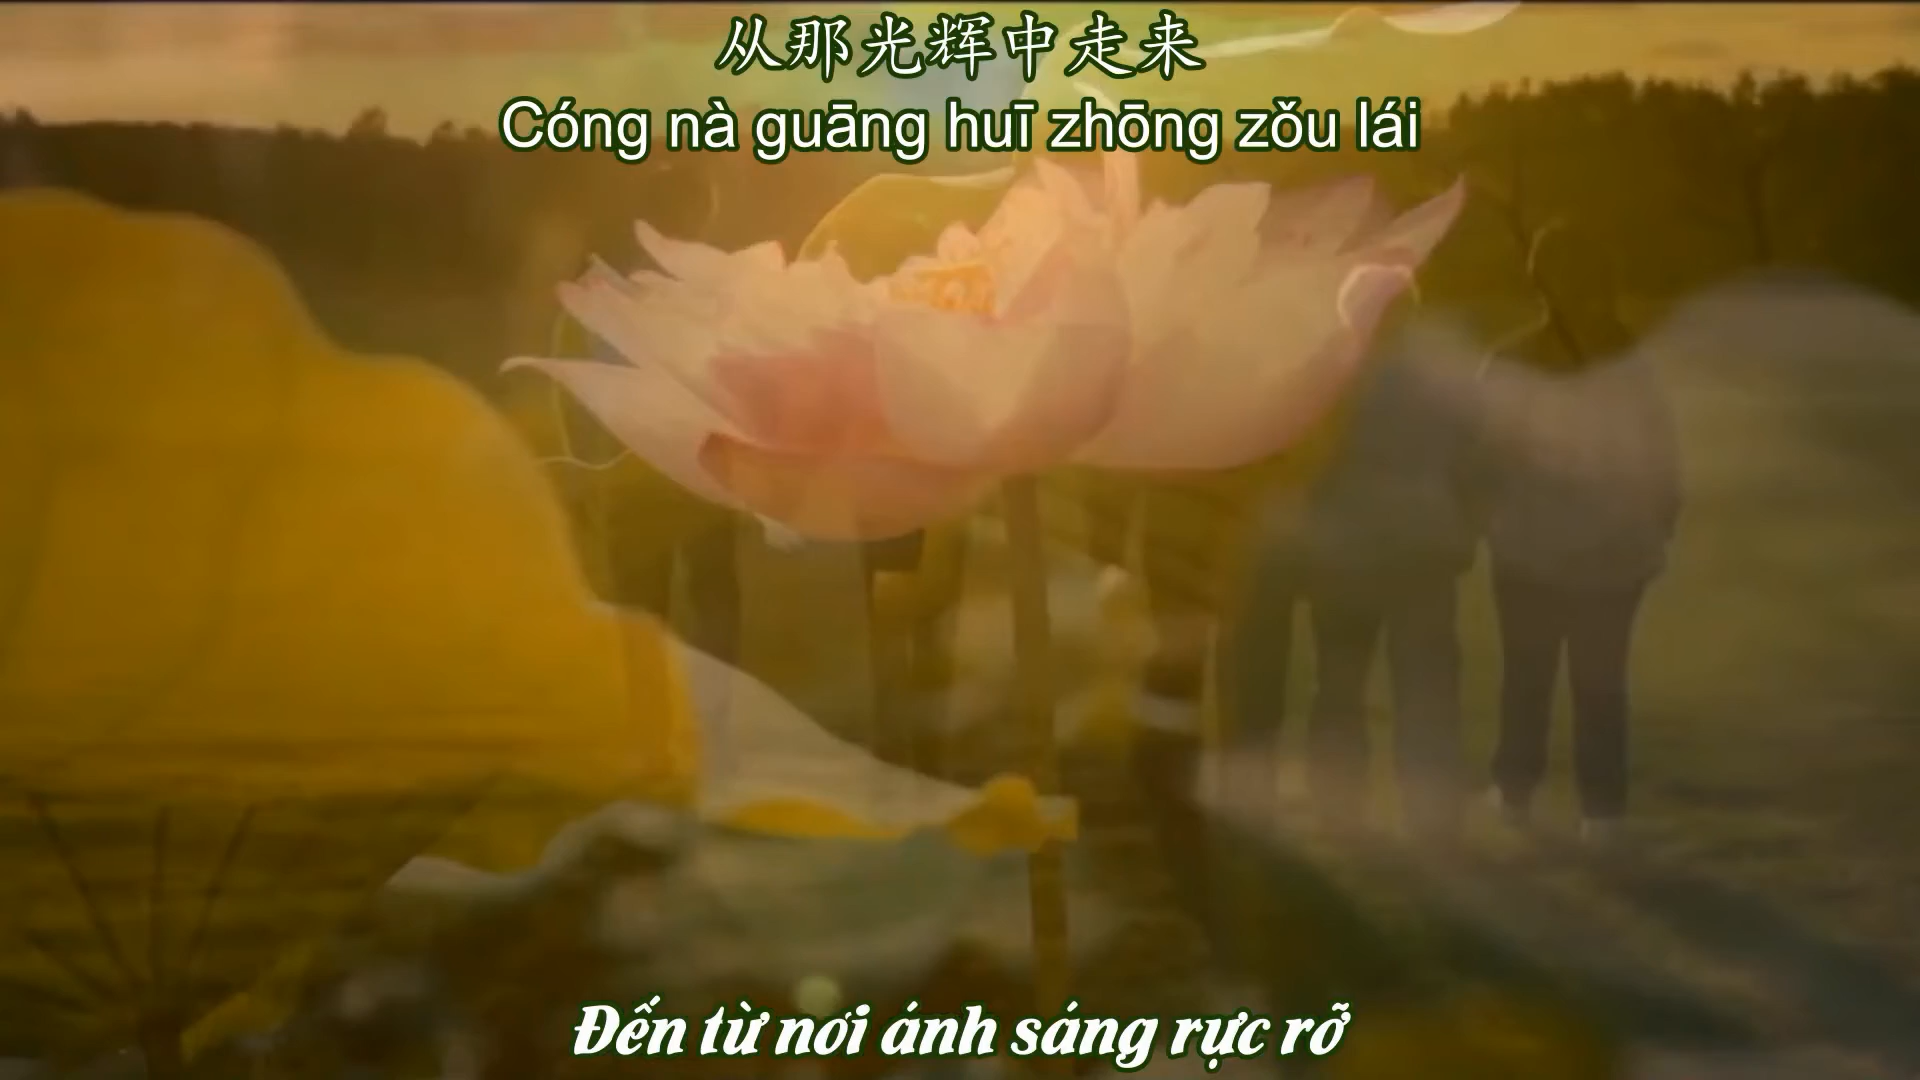 从那光辉中走来
Cóng nà guāng huī zhōng zǒu lái
Đến từ nơi ánh sáng rực rỡ